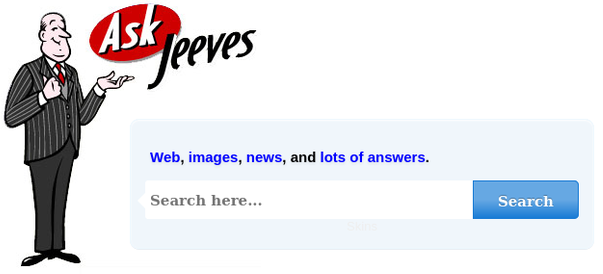 Ask
Jeeves
Web, images, news, and lots of answers.
Search here... Search